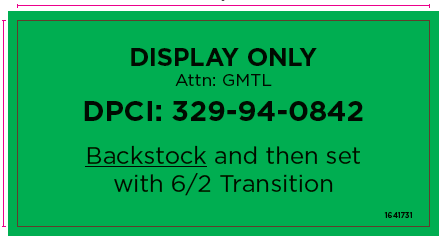 DISPLAY ONLY
Attn: GMTL
DPCI: 329-94-0842
Backstock and then set
with 6/2 Transition
1641731